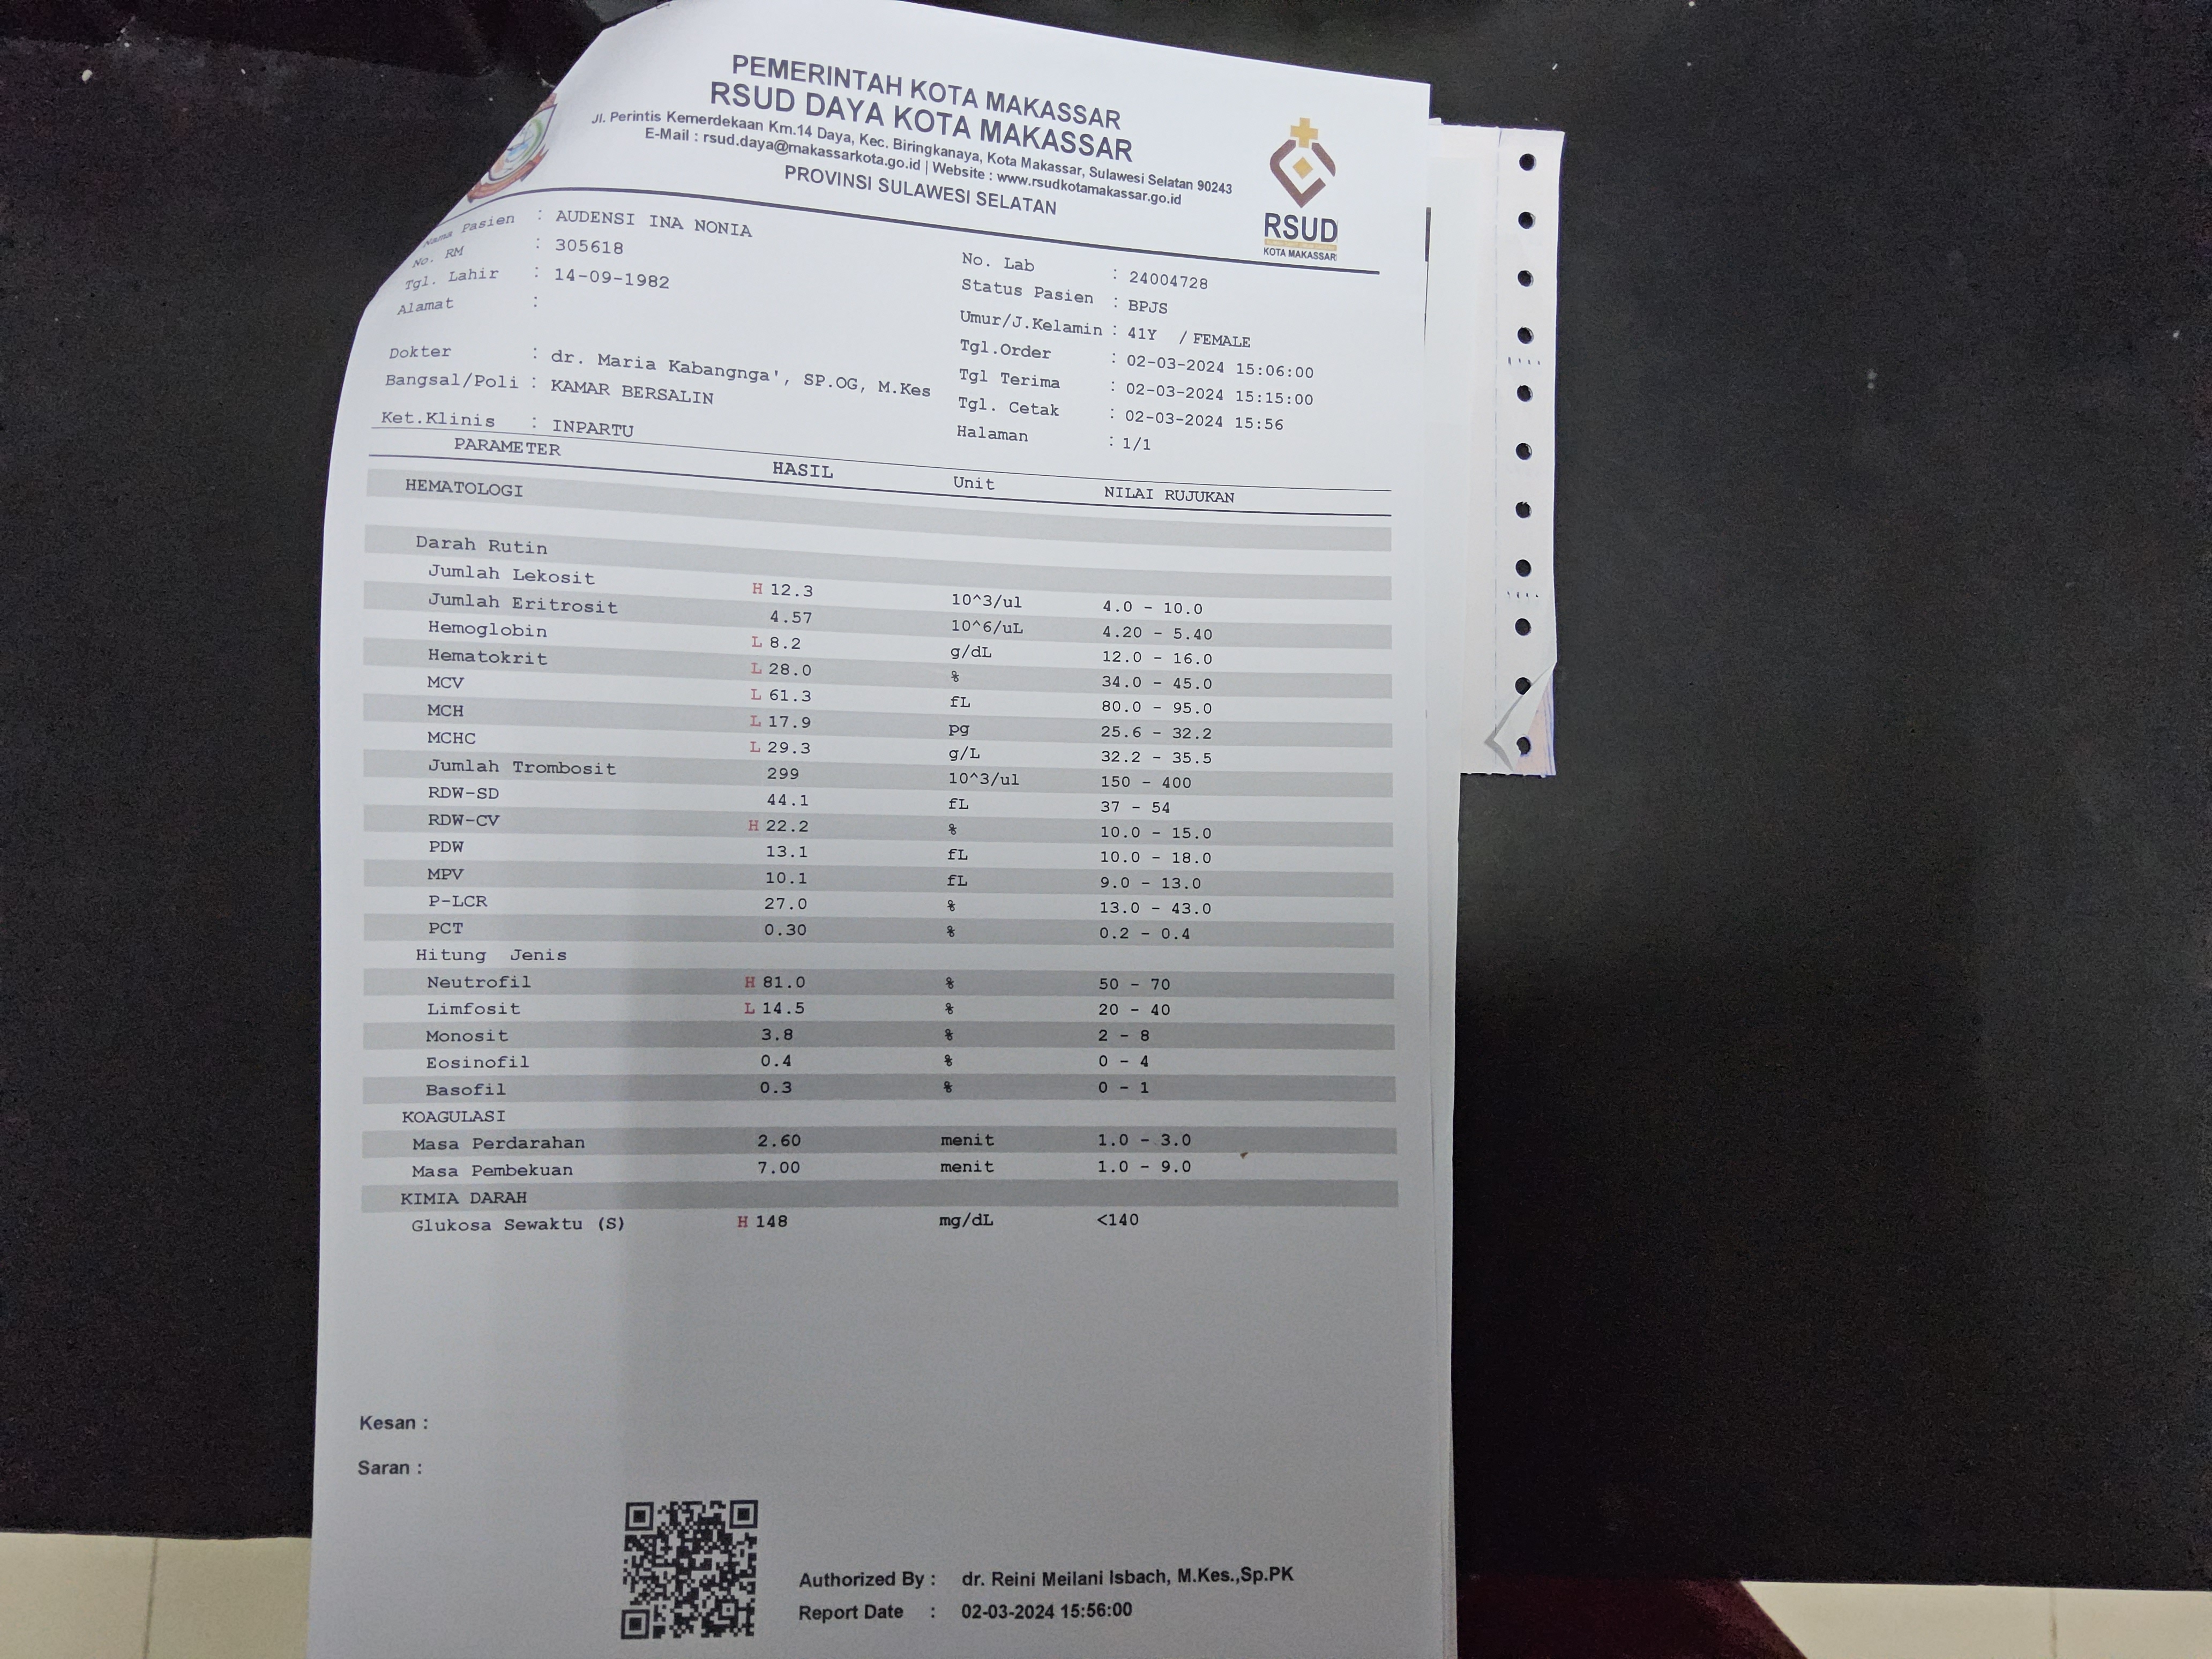 PEMERINTAH KOTA MAKASSAR
RSUD DAYA KOTA MAKASSAR
Jl. Perintis Kemerdekaan Km.14 Daya, Kec. Biringkanaya, Kota Makassar, Sulawesi Selatan 90243
E-Mail : rsud.daya@makassarkota.go.id | Website : www.rsudkotamakassar.go.id
PROVINSI SULAWESI SELATAN
RSUD
KOTA MAKASSAR
Nama Pasien : AUDENSI INA NONIA
No. RM : 305618
Tgl. Lahir : 14-09-1982
Alamat :
Dokter : dr. Maria Kabangnga', SP.OG, M.Kes
Bangsal/Poli : KAMAR BERSALIN
Ket.Klinis : INPARTU
No. Lab : 24004728
Status Pasien : BPJS
Umur/J.Kelamin : 41Y / FEMALE
Tgl.Order : 02-03-2024 15:06:00
Tgl Terima : 02-03-2024 15:15:00
Tgl. Cetak : 02-03-2024 15:56
Halaman : 1/1
PARAMETER HASIL Unit NILAI RUJUKAN
HEMATOLOGI
Darah Rutin
Jumlah Lekosit H 12.3 10^3/ul 4.0 - 10.0
Jumlah Eritrosit 4.57 10^6/uL 4.20 - 5.40
Hemoglobin L 8.2 g/dL 12.0 - 16.0
Hematokrit L 28.0 % 34.0 - 45.0
MCV L 61.3 fL 80.0 - 95.0
MCH L 17.9 pg 25.6 - 32.2
MCHC L 29.3 g/L 32.2 - 35.5
Jumlah Trombosit 299 10^3/ul 150 - 400
RDW-SD 44.1 fL 37 - 54
RDW-CV H 22.2 % 10.0 - 15.0
PDW 13.1 fL 10.0 - 18.0
MPV 10.1 fL 9.0 - 13.0
P-LCR 27.0 % 13.0 - 43.0
PCT 0.30 % 0.2 - 0.4
Hitung Jenis
Neutrofil H 81.0 % 50 - 70
Limfosit L 14.5 % 20 - 40
Monosit 3.8 % 2 - 8
Eosinofil 0.4 % 0 - 4
Basofil 0.3 % 0 - 1
KOAGULASI
Masa Perdarahan 2.60 menit 1.0 - 3.0
Masa Pembekuan 7.00 menit 1.0 - 9.0
KIMIA DARAH
Glukosa Sewaktu (S) H 148 mg/dL <140
Kesan :
Saran :
Authorized By : dr. Reini Meilani Isbach, M.Kes.,Sp.PK
Report Date : 02-03-2024 15:56:00